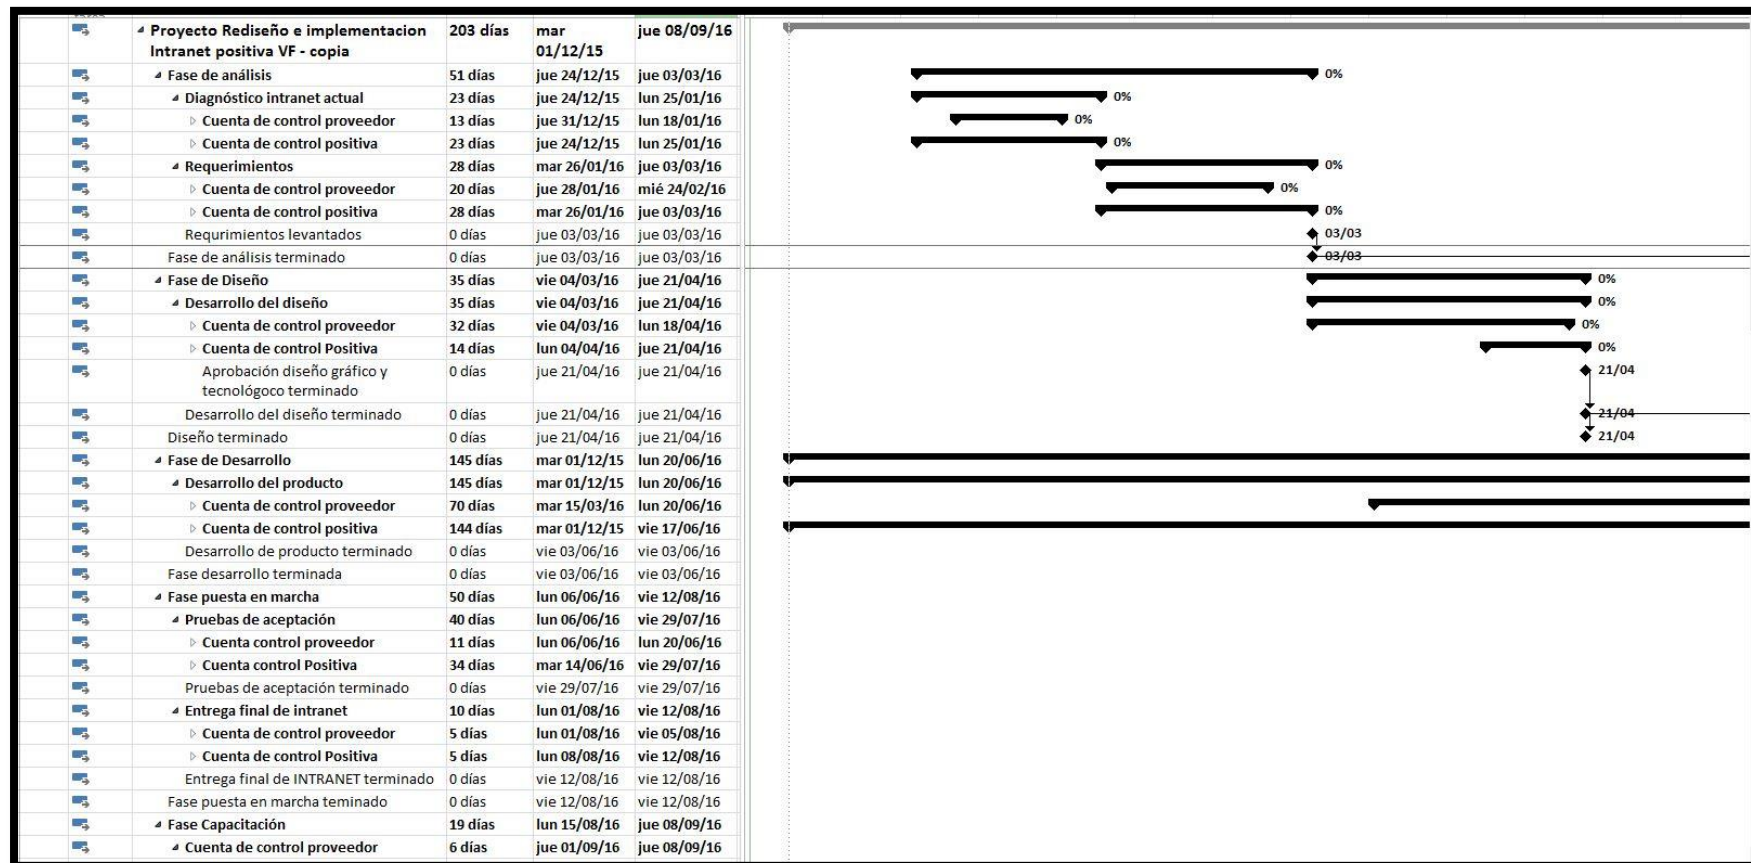 Proyecto Rediseño e implementacion 203 días mar jue 08/09/16
Intranet positiva VF - copia 01/12/15
Fase de análisis 51 días jue 24/12/15 jue 03/03/16 0%
Diagnóstico intranet actual 23 días jue 24/12/15 lun 25/01/16 0%
Cuenta de control proveedor 13 días jue 31/12/15 lun 18/01/16 0%
Cuenta de control positiva 23 días jue 24/12/15 lun 25/01/16 0%
Requerimientos 28 días mar 26/01/16 jue 03/03/16 0%
Cuenta de control proveedor 20 días jue 28/01/16 mié 24/02/16 0%
Cuenta de control positiva 28 días mar 26/01/16 jue 03/03/16 0%
Requrimientos levantados 0 días jue 03/03/16 jue 03/03/16 03/03
Fase de análisis terminado 0 días jue 03/03/16 jue 03/03/16 03/03
Fase de Diseño 35 días vie 04/03/16 jue 21/04/16 0%
Desarrollo del diseño 35 días vie 04/03/16 jue 21/04/16 0%
Cuenta de control proveedor 32 días vie 04/03/16 lun 18/04/16 0%
Cuenta de control Positiva 14 días lun 04/04/16 jue 21/04/16 0%
Aprobación diseño gráfico y 0 días jue 21/04/16 jue 21/04/16 21/04
tecnológoco terminado
Desarrollo del diseño terminado 0 días jue 21/04/16 jue 21/04/16 21/04
Diseño terminado 0 días jue 21/04/16 jue 21/04/16 21/04
Fase de Desarrollo 145 días mar 01/12/15 lun 20/06/16
Desarrollo del producto 145 días mar 01/12/15 lun 20/06/16
Cuenta de control proveedor 70 días mar 15/03/16 lun 20/06/16
Cuenta de control positiva 144 días mar 01/12/15 vie 17/06/16
Desarrollo de producto terminado 0 días vie 03/06/16 vie 03/06/16
Fase desarrollo terminada 0 días vie 03/06/16 vie 03/06/16
Fase puesta en marcha 50 días lun 06/06/16 vie 12/08/16
Pruebas de aceptación 40 días lun 06/06/16 vie 29/07/16
Cuenta control proveedor 11 días lun 06/06/16 lun 20/06/16
Cuenta control Positiva 34 días mar 14/06/16 vie 29/07/16
Pruebas de aceptación terminado 0 días vie 29/07/16 vie 29/07/16
Entrega final de intranet 10 días lun 01/08/16 vie 12/08/16
Cuenta de control proveedor 5 días lun 01/08/16 vie 05/08/16
Cuenta de control Positiva 5 días lun 08/08/16 vie 12/08/16
Entrega final de INTRANET terminado 0 días vie 12/08/16 vie 12/08/16
Fase puesta en marcha teminado 0 días vie 12/08/16 vie 12/08/16
Fase Capacitación 19 días lun 15/08/16 jue 08/09/16
Cuenta de control proveedor 6 días jue 01/09/16 jue 08/09/16